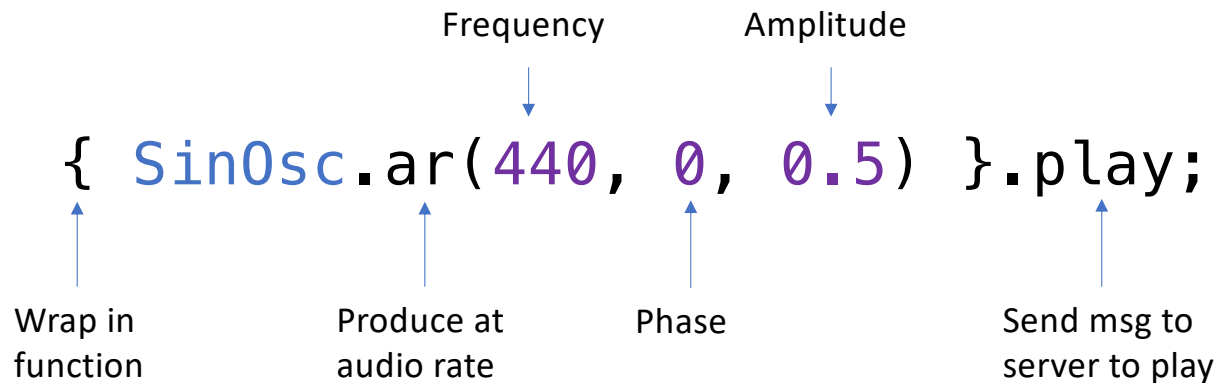 Frequency Amplitude
{ SinOsc.ar(440, 0, 0.5) }.play;
Wrap in
function
Produce at
audio rate
Phase
Send msg to
server to play